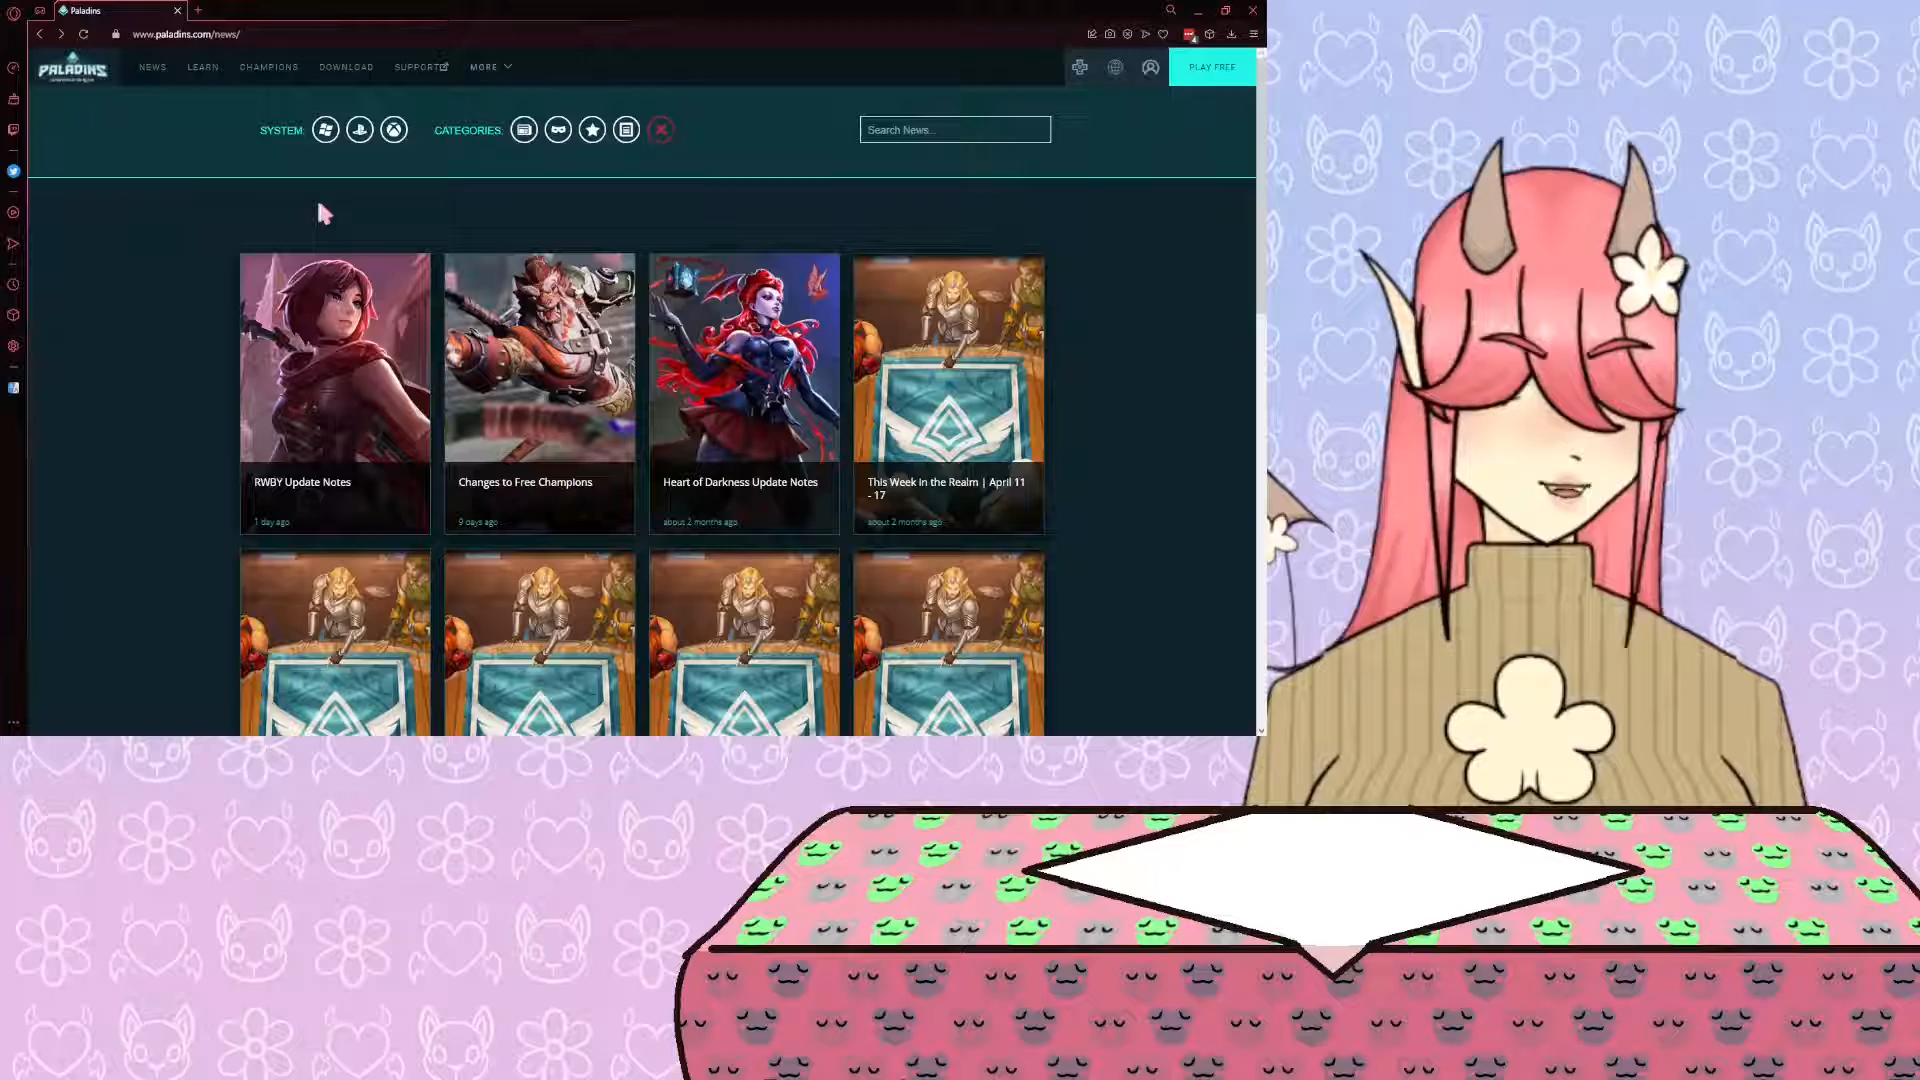 Paladins
www.paladins.com/news/
PALADINS
NEWS LEARN CHAMPIONS DOWNLOAD SUPPORT MORE
PLAY FREE
SYSTEM: CATEGORIES:
Search News...
RWBY Update Notes
1 day ago
Changes to Free Champions
9 days ago
Heart of Darkness Update Notes
about 2 months ago
This Week in the Realm | April 11
- 17
about 2 months ago